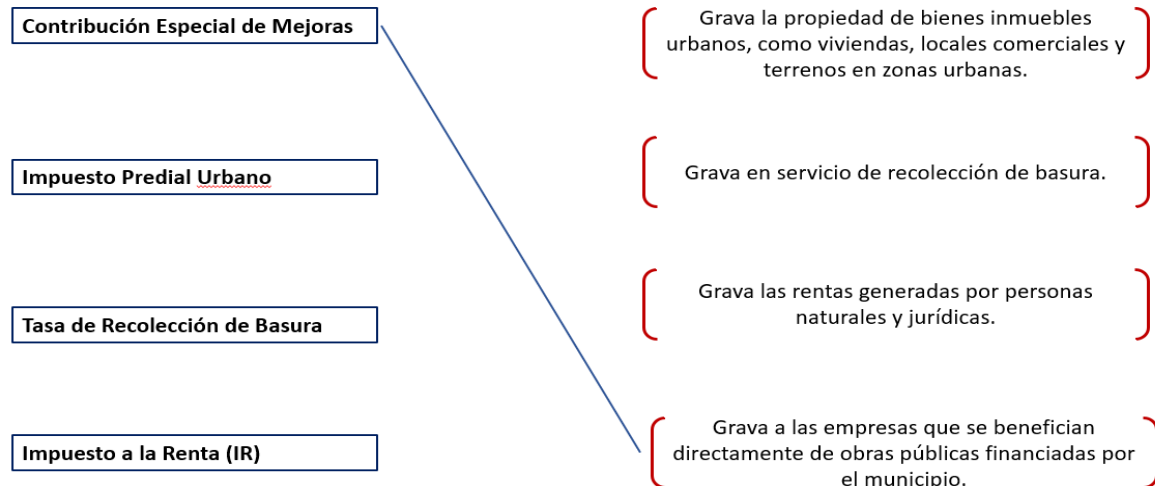 Contribución Especial de Mejoras
Grava la propiedad de bienes inmuebles
urbanos, como viviendas, locales comerciales y
terrenos en zonas urbanas.
Impuesto Predial Urbano
Grava en servicio de recolección de basura.
Tasa de Recolección de Basura
Grava las rentas generadas por personas
naturales y jurídicas.
Impuesto a la Renta (IR)
Grava a las empresas que se benefician
directamente de obras públicas financiadas por
el municipio.